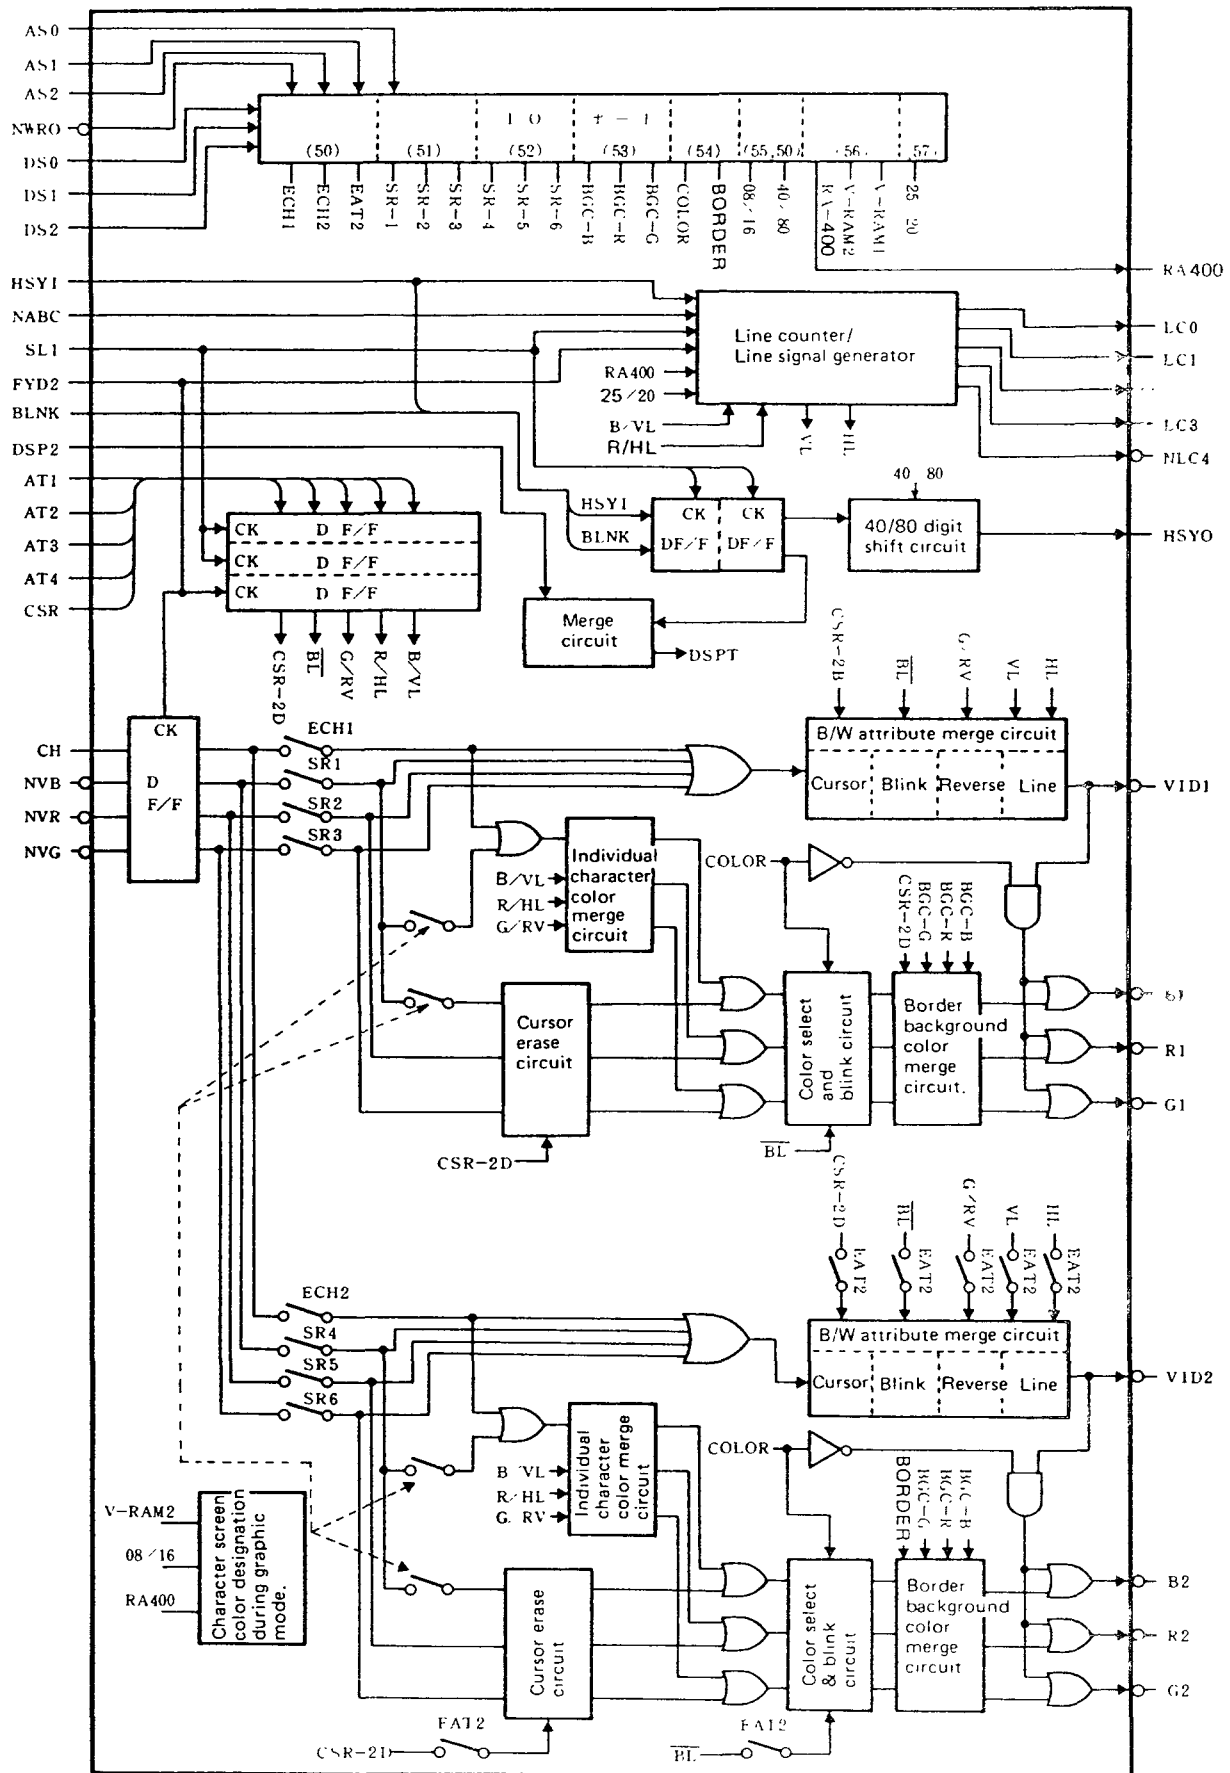 AS0
AS1
AS2
NWRO
DS0
DS1
DS2
I O
(50)
(51)
(52)
(53)
(54)
(55,50)
(56)
(57)
ECH1
ECH2
EAT2
SR-1
SR-2
SR-3
SR-4
SR-5
SR-6
BGC-B
BGC-R
BGC-G
COLOR
BORDER
08/16
40/80
RA-400
V-RAM2
V-RAM1
25 20
RA400
HSY1
NABC
SL1
FYD2
BLNK
DSP2
AT1
AT2
AT3
AT4
CSR
Line counter/
Line signal generator
RA400
25/20
B/VL
R/HL
VL
HL
LC0
LC1
LC3
NLC4
CK D F/F
CK D F/F
CK D F/F
CSR-2D
BL
G/RV
R/HL
B/VL
HSY1
BLNK
CK
DF/F
CK
DF/F
40 80
40/80 digit
shift circuit
HSYO
Merge
circuit
DSPT
CH
NVB
NVR
NVG
CK
D
F/F
ECH1
SR1
SR2
SR3
CSR-2B
BL
G/RV
VL
HL
B/W attribute merge circuit
Cursor
Blink
Reverse
Line
VID1
B/VL
R/HL
G/RV
Individual
character
color
merge
circuit
COLOR
CSR-2D
BGC-G
BGC-R
BGC-B
Cursor
erase
circuit
CSR-2D
Color select
and
blink circuit
BL
Border
background
color
merge
circuit.
R1
G1
CSR-2D
BL
G/RV
VL
HL
EAT2
EAT2
EAT2
EAT2
EAT2
ECH2
SR4
SR5
SR6
B/W attribute merge circuit
Cursor
Blink
Reverse
Line
VID2
B/VL
R/HL
G RV
Individual
character
color merge
circuit
COLOR
BORDER
BGC-G
BGC-R
BGC-B
V-RAM2
08/16
RA400
Character screen
color designation
during graphic
mode.
Cursor erase
circuit
CSR-2D
EAT2
Color select
& blink
circuit
BL
EAT2
Border
background
color
merge
circuit
B2
R2
G2